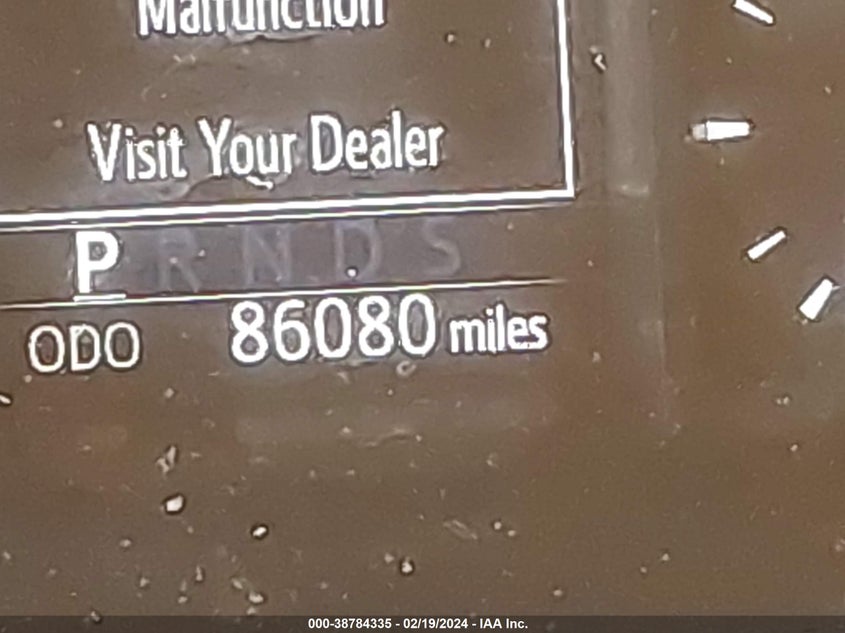 Malfunction
Visit Your Dealer
P R N D S
ODO 86080 miles
000-38784335 - 02/19/2024 - IAA Inc.